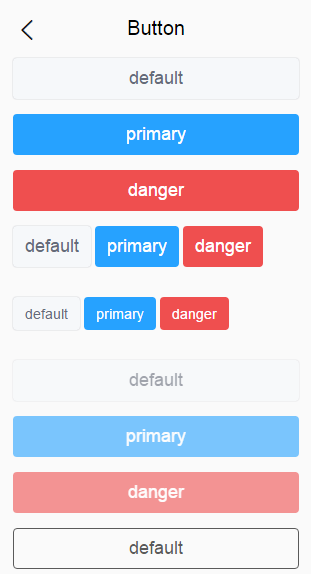 Button
default
primary
danger
default primary danger
default primary danger
default
primary
danger
default